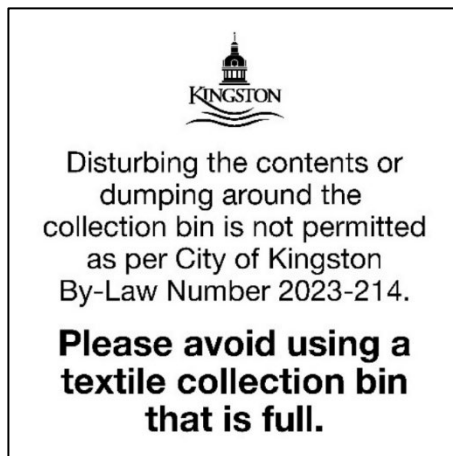 KINGSTON
Disturbing the contents or
dumping around the
collection bin is not permitted
as per City of Kingston
By-Law Number 2023-214.
Please avoid using a
textile collection bin
that is full.